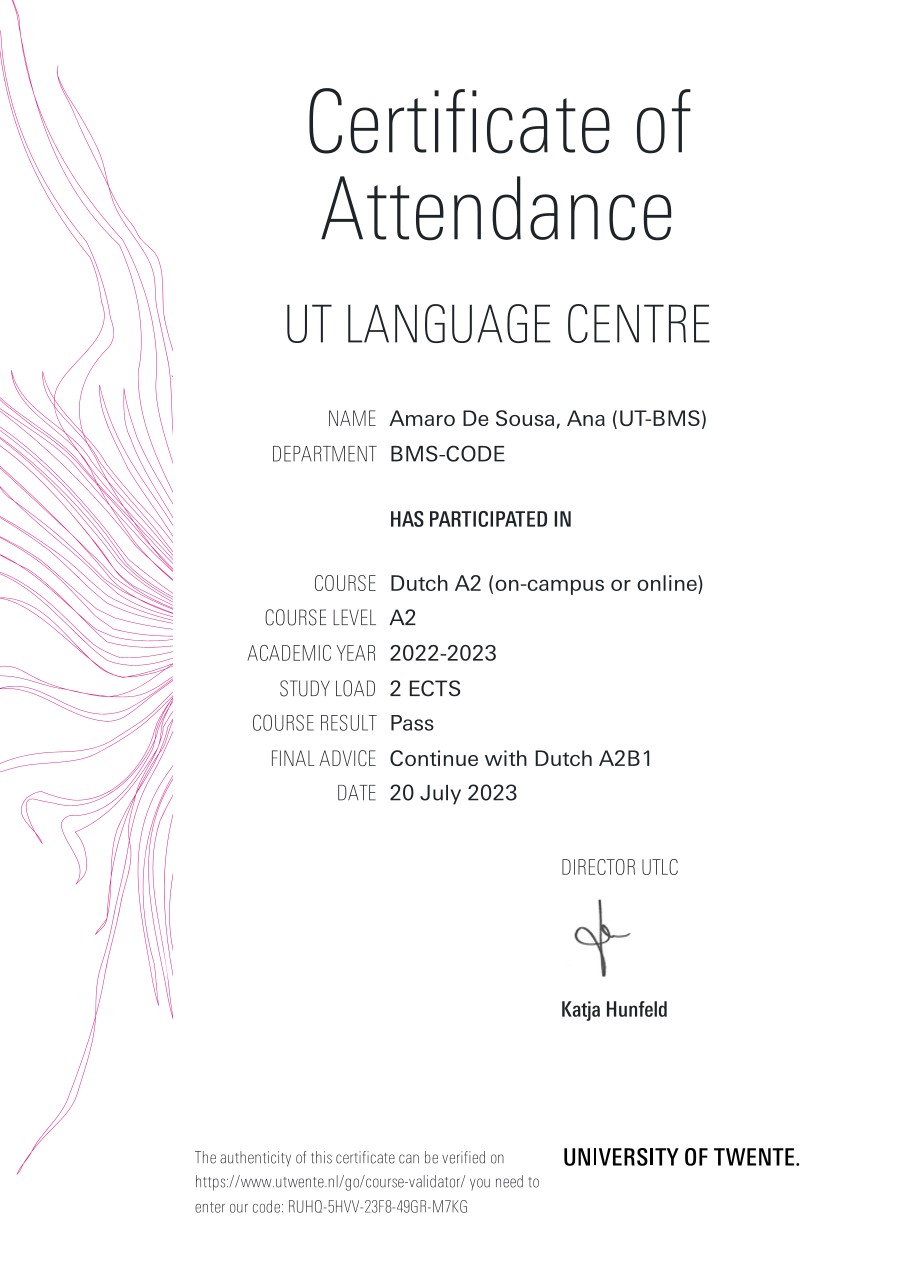 Certificate of
Attendance
UT LANGUAGE CENTRE
NAME Amaro De Sousa, Ana (UT-BMS)
DEPARTMENT BMS-CODE
HAS PARTICIPATED IN
COURSE Dutch A2 (on-campus or online)
COURSE LEVEL A2
ACADEMIC YEAR 2022-2023
STUDY LOAD 2 ECTS
COURSE RESULT Pass
FINAL ADVICE Continue with Dutch A2B1
DATE 20 July 2023
DIRECTOR UTLC
Katja Hunfeld
The authenticity of this certificate can be verified on
https://www.utwente.nl/go/course-validator/ you need to
enter our code: RUHQ-5HVV-23F8-49GR-M7KG
UNIVERSITY OF TWENTE.